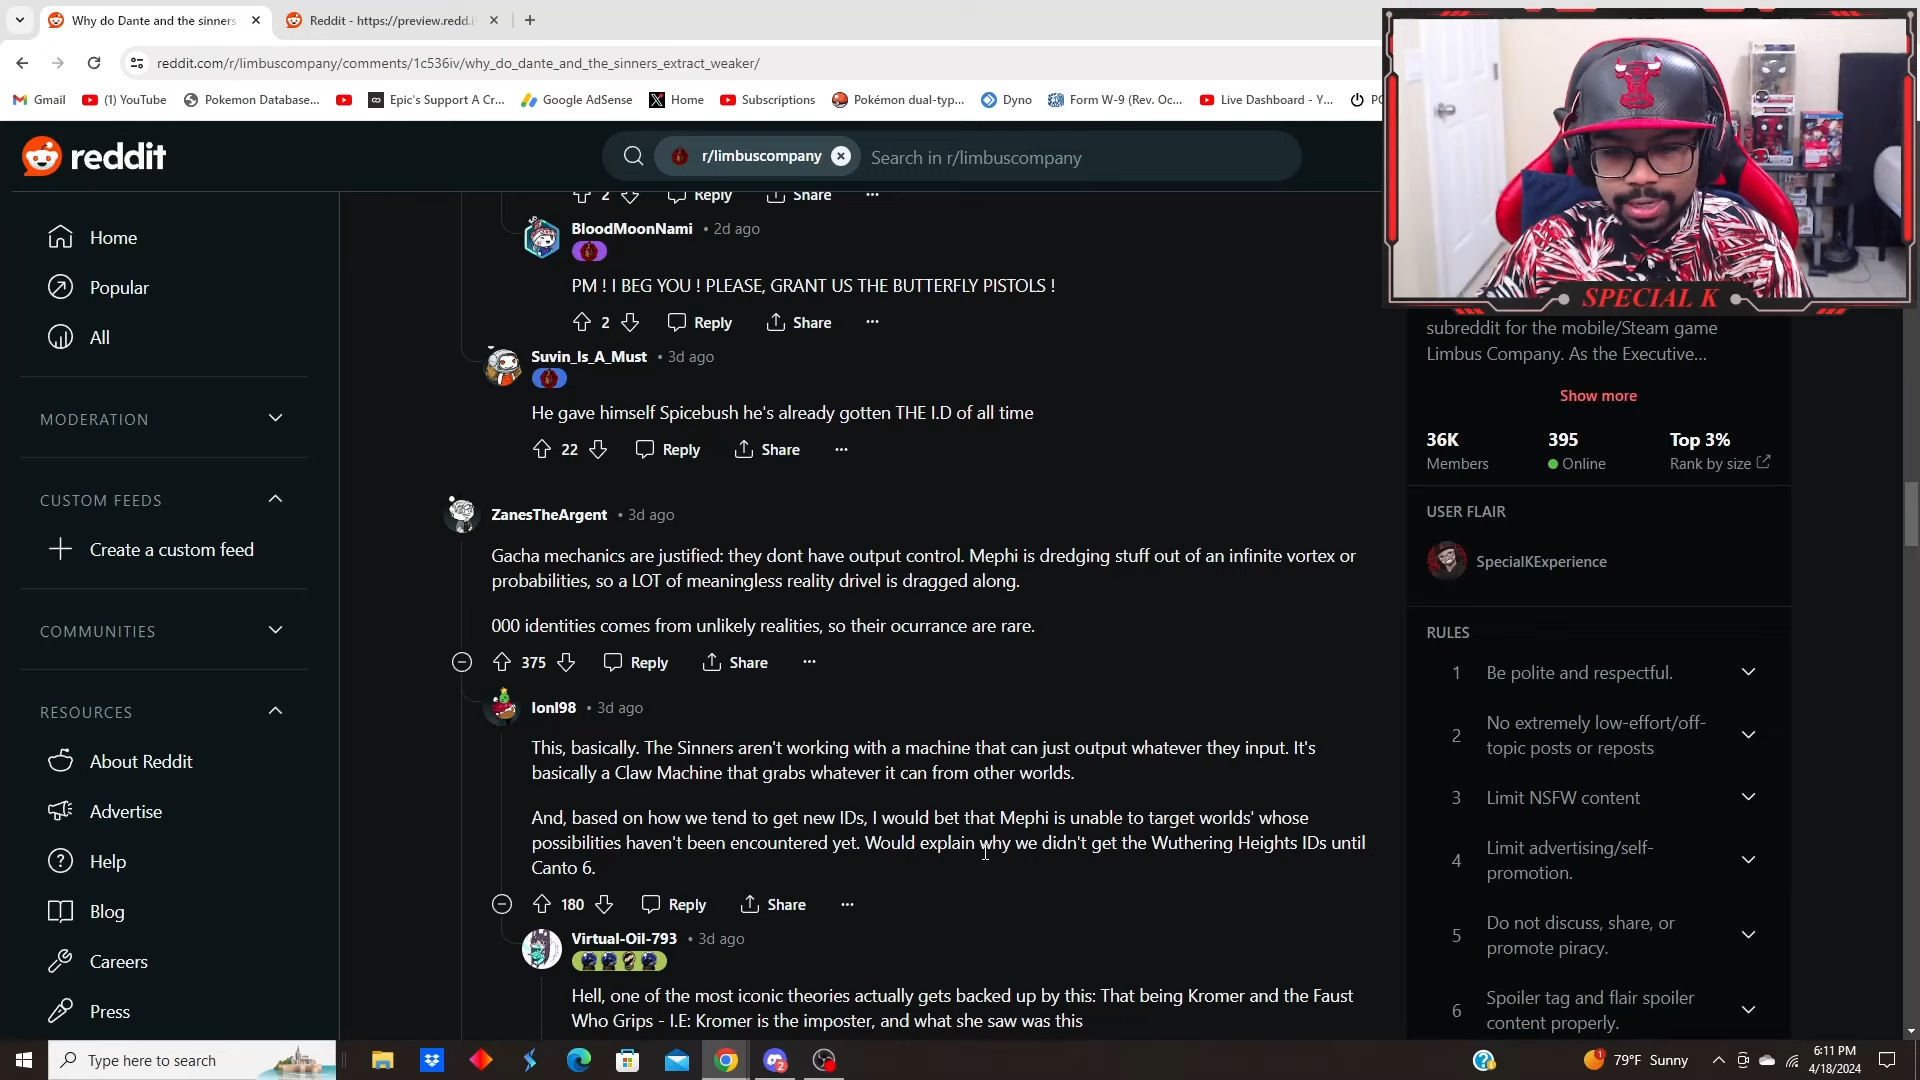 Why do Dante and the sinners
Reddit - https://preview.redd.i
reddit.com/r/limbuscompany/comments/1c536iv/why_do_dante_and_the_sinners_extract_weaker/
Gmail
(1) YouTube
Pokemon Database...
Epic's Support A Cr...
Google AdSense
Home
Subscriptions
Pokémon dual-typ...
Dyno
Form W-9 (Rev. Oc...
Live Dashboard - Y...
PC
reddit
r/limbuscompany
Search in r/limbuscompany
SPECIAL K
Home
Popular
All
MODERATION
CUSTOM FEEDS
Create a custom feed
COMMUNITIES
RESOURCES
About Reddit
Advertise
Help
Blog
Careers
Press
2 Reply Share
BloodMoonNami • 2d ago
PM ! I BEG YOU ! PLEASE, GRANT US THE BUTTERFLY PISTOLS !
2 Reply Share
Suvin_Is_A_Must • 3d ago
He gave himself Spicebush he's already gotten THE I.D of all time
22 Reply Share
ZanesTheArgent • 3d ago
Gacha mechanics are justified: they dont have output control. Mephi is dredging stuff out of an infinite vortex or
probabilities, so a LOT of meaningless reality drivel is dragged along.
000 identities comes from unlikely realities, so their ocurrance are rare.
375 Reply Share
Ionl98 • 3d ago
This, basically. The Sinners aren't working with a machine that can just output whatever they input. It's
basically a Claw Machine that grabs whatever it can from other worlds.
And, based on how we tend to get new IDs, I would bet that Mephi is unable to target worlds' whose
possibilities haven't been encountered yet. Would explain why we didn't get the Wuthering Heights IDs until
Canto 6.
180 Reply Share
Virtual-Oil-793 • 3d ago
Hell, one of the most iconic theories actually gets backed up by this: That being Kromer and the Faust
Who Grips - I.E: Kromer is the imposter, and what she saw was this
subreddit for the mobile/Steam game
Limbus Company. As the Executive...
Show more
36K 395 Top 3%
Members Online Rank by size
USER FLAIR
SpecialKExperience
RULES
1 Be polite and respectful.
2 No extremely low-effort/off-
topic posts or reposts
3 Limit NSFW content
4 Limit advertising/self-
promotion.
5 Do not discuss, share, or
promote piracy.
6 Spoiler tag and flair spoiler
content properly.
Type here to search
2
1
79°F Sunny
6:11 PM
4/18/2024